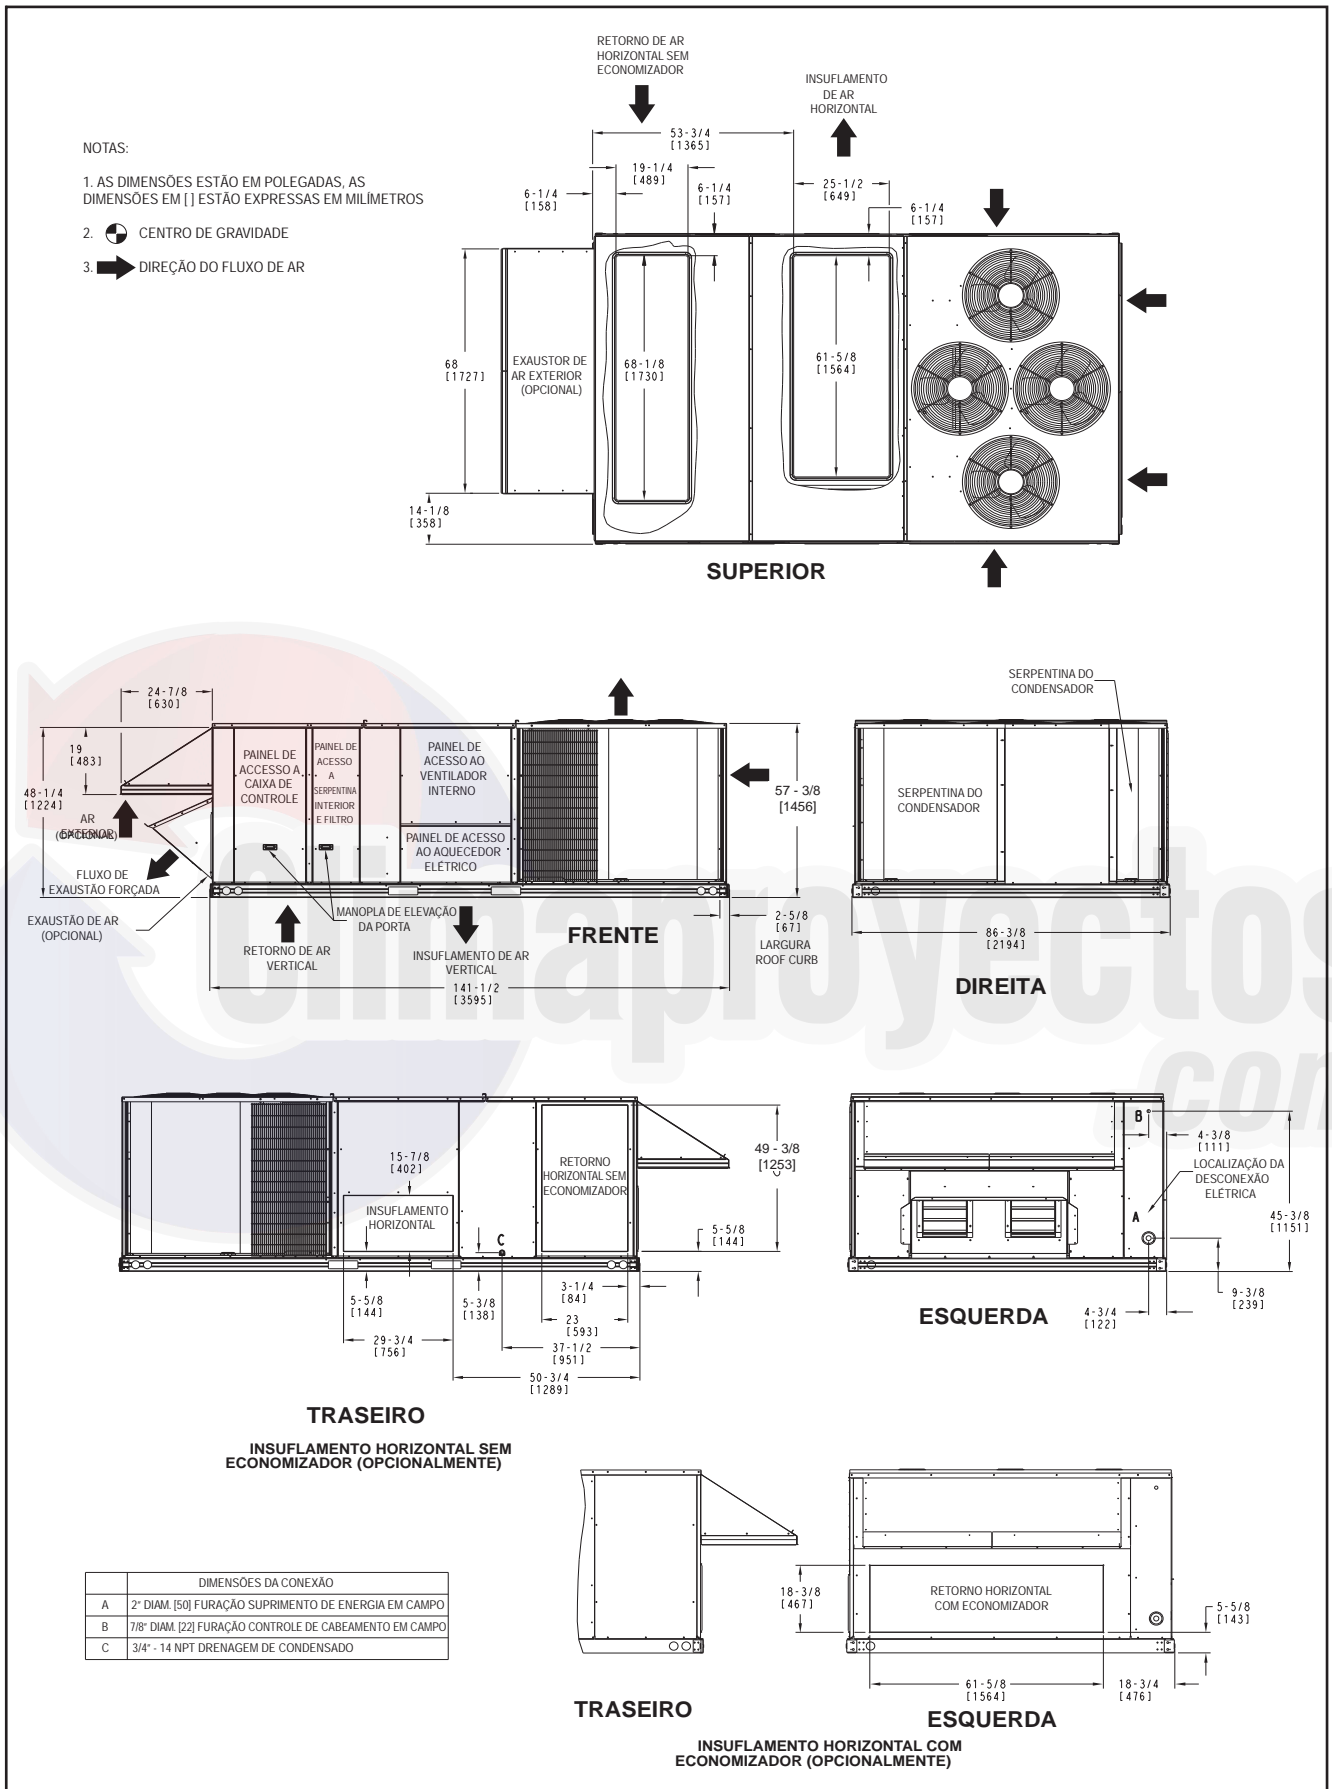 RETORNO DE AR
HORIZONTAL SEM
ECONOMIZADOR
INSUFLAMENTO
DE AR
HORIZONTAL
NOTAS:
1. AS DIMENSÕES ESTÃO EM POLEGADAS, AS
DIMENSÕES EM [ ] ESTÃO EXPRESSAS EM MILÍMETROS
2. CENTRO DE GRAVIDADE
3. DIREÇÃO DO FLUXO DE AR
53-3/4
[1365]
19-1/4
[489]
6-1/4
[158]
6-1/4
[157]
25-1/2
[649]
6-1/4
[157]
68
[1727]
EXAUSTOR DE
AR EXTERIOR
(OPCIONAL)
68-1/8
[1730]
61-5/8
[1564]
14-1/8
[358]
SUPERIOR
24-7/8
[630]
19
[483]
48-1/4
[1224]
AR
EXTERIOR
(OPCIONAL)
FLUXO DE
EXAUSTÃO FORÇADA
EXAUSTÃO DE AR
(OPCIONAL)
PAINEL DE
ACCESSO A
CAIXA DE
CONTROLE
PAINEL DE
ACESSO
A
SERPENTINA
INTERIOR
E FILTRO
PAINEL DE
ACESSO AO
VENTILADOR
INTERNO
PAINEL DE ACESSO
AO AQUECEDOR
ELÉTRICO
57 - 3/8
[1456]
MANOPLA DE ELEVAÇÃO
DA PORTA
RETORNO DE AR
VERTICAL
INSUFLAMENTO DE AR
VERTICAL
FRENTE
2-5/8
[67]
LARGURA
ROOF CURB
141-1/2
[3595]
SERPENTINA DO
CONDENSADOR
SERPENTINA DO
CONDENSADOR
86-3/8
[2194]
DIREITA
Climaproyectos
.com
15-7/8
[402]
INSUFLAMENTO
HORIZONTAL
RETORNO
HORIZONTAL SEM
ECONOMIZADOR
C
49 - 3/8
[1253]
5-5/8
[144]
5-5/8
[144]
5-3/8
[138]
3-1/4
[84]
23
[593]
29-3/4
[756]
37-1/2
[951]
50-3/4
[1289]
TRASEIRO
INSUFLAMENTO HORIZONTAL SEM
ECONOMIZADOR (OPCIONALMENTE)
B
4-3/8
[111]
LOCALIZAÇÃO DA
DESCONEXÃO
ELÉTRICA
A
45-3/8
[1151]
9-3/8
[239]
4-3/4
[122]
ESQUERDA
DIMENSÕES DA CONEXÃO
A 2" DIAM. [50] FURAÇÃO SUPRIMENTO DE ENERGIA EM CAMPO
B 7/8" DIAM. [22] FURAÇÃO CONTROLE DE CABEAMENTO EM CAMPO
C 3/4" - 14 NPT DRENAGEM DE CONDENSADO
18-3/8
[467]
RETORNO HORIZONTAL
COM ECONOMIZADOR
5-5/8
[143]
61-5/8
[1564]
18-3/4
[476]
TRASEIRO
ESQUERDA
INSUFLAMENTO HORIZONTAL COM
ECONOMIZADOR (OPCIONALMENTE)